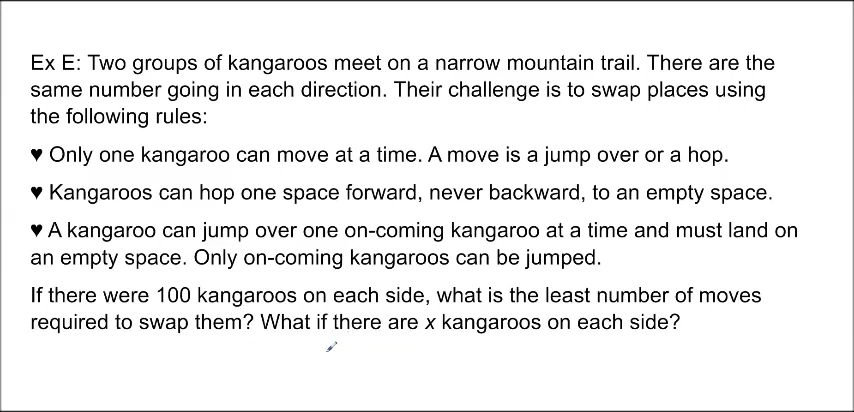 Ex E: Two groups of kangaroos meet on a narrow mountain trail. There are the
same number going in each direction. Their challenge is to swap places using
the following rules:
♥ Only one kangaroo can move at a time. A move is a jump over or a hop.
♥ Kangaroos can hop one space forward, never backward, to an empty space.
♥ A kangaroo can jump over one on-coming kangaroo at a time and must land on
an empty space. Only on-coming kangaroos can be jumped.
If there were 100 kangaroos on each side, what is the least number of moves
required to swap them? What if there are x kangaroos on each side?